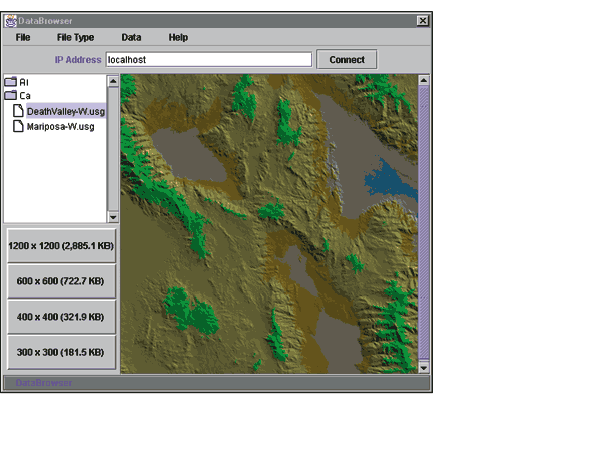 DataBrowser
File File Type Data Help
IP Address localhost Connect
Al
Ca
DeathValley-W.usg
Mariposa-W.usg
1200 x 1200 (2,885.1 KB)
600 x 600 (722.7 KB)
400 x 400 (321.9 KB)
300 x 300 (181.5 KB)
DataBrowser